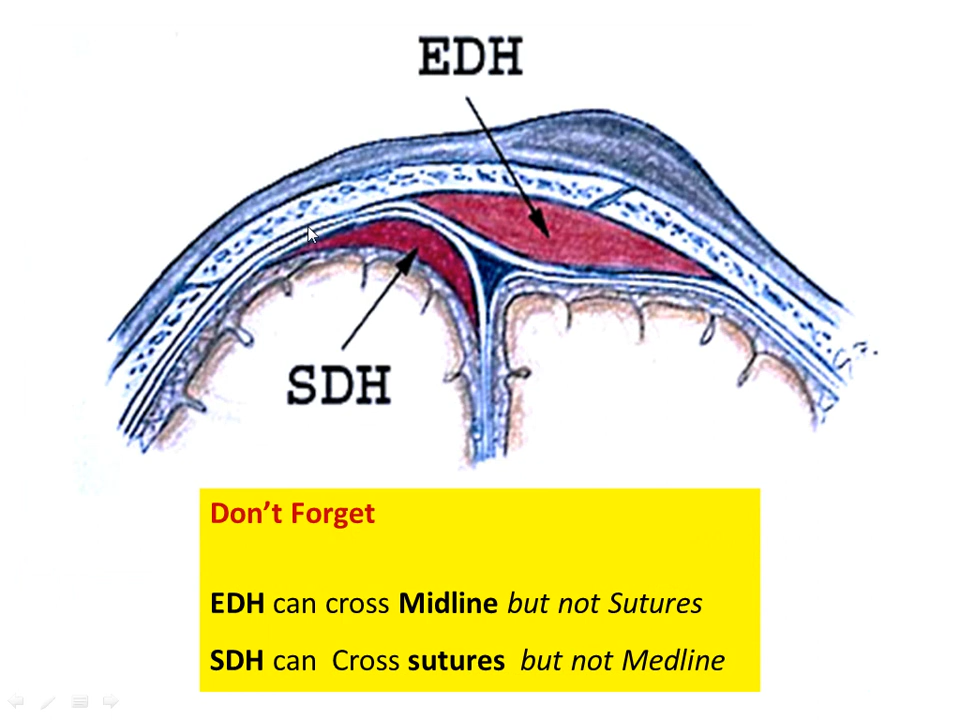 EDH
SDH
Don’t Forget
EDH can cross Midline but not Sutures
SDH can  Cross sutures  but not Medline